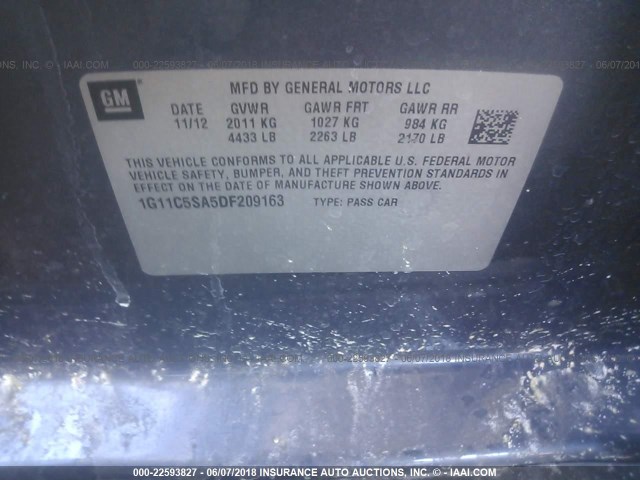 GM
MFD BY GENERAL MOTORS LLC
DATE GVWR GAWR FRT GAWR RR
11/12 2011 KG 1027 KG 984 KG
4433 LB 2263 LB 2170 LB
THIS VEHICLE CONFORMS TO ALL APPLICABLE U.S. FEDERAL MOTOR
VEHICLE SAFETY, BUMPER, AND THEFT PREVENTION STANDARDS IN
EFFECT ON THE DATE OF MANUFACTURE SHOWN ABOVE.
1G11C5SA5DF209163 TYPE: PASS CAR
000-22593827 - 06/07/2018 INSURANCE AUTO AUCTIONS, INC. - © IAAI.COM